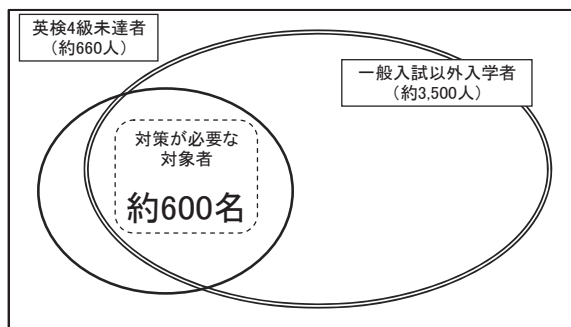 英検4級未達者
（約660人）
一般入試以外入学者
（約3,500人）
対策が必要な
対象者
約600名